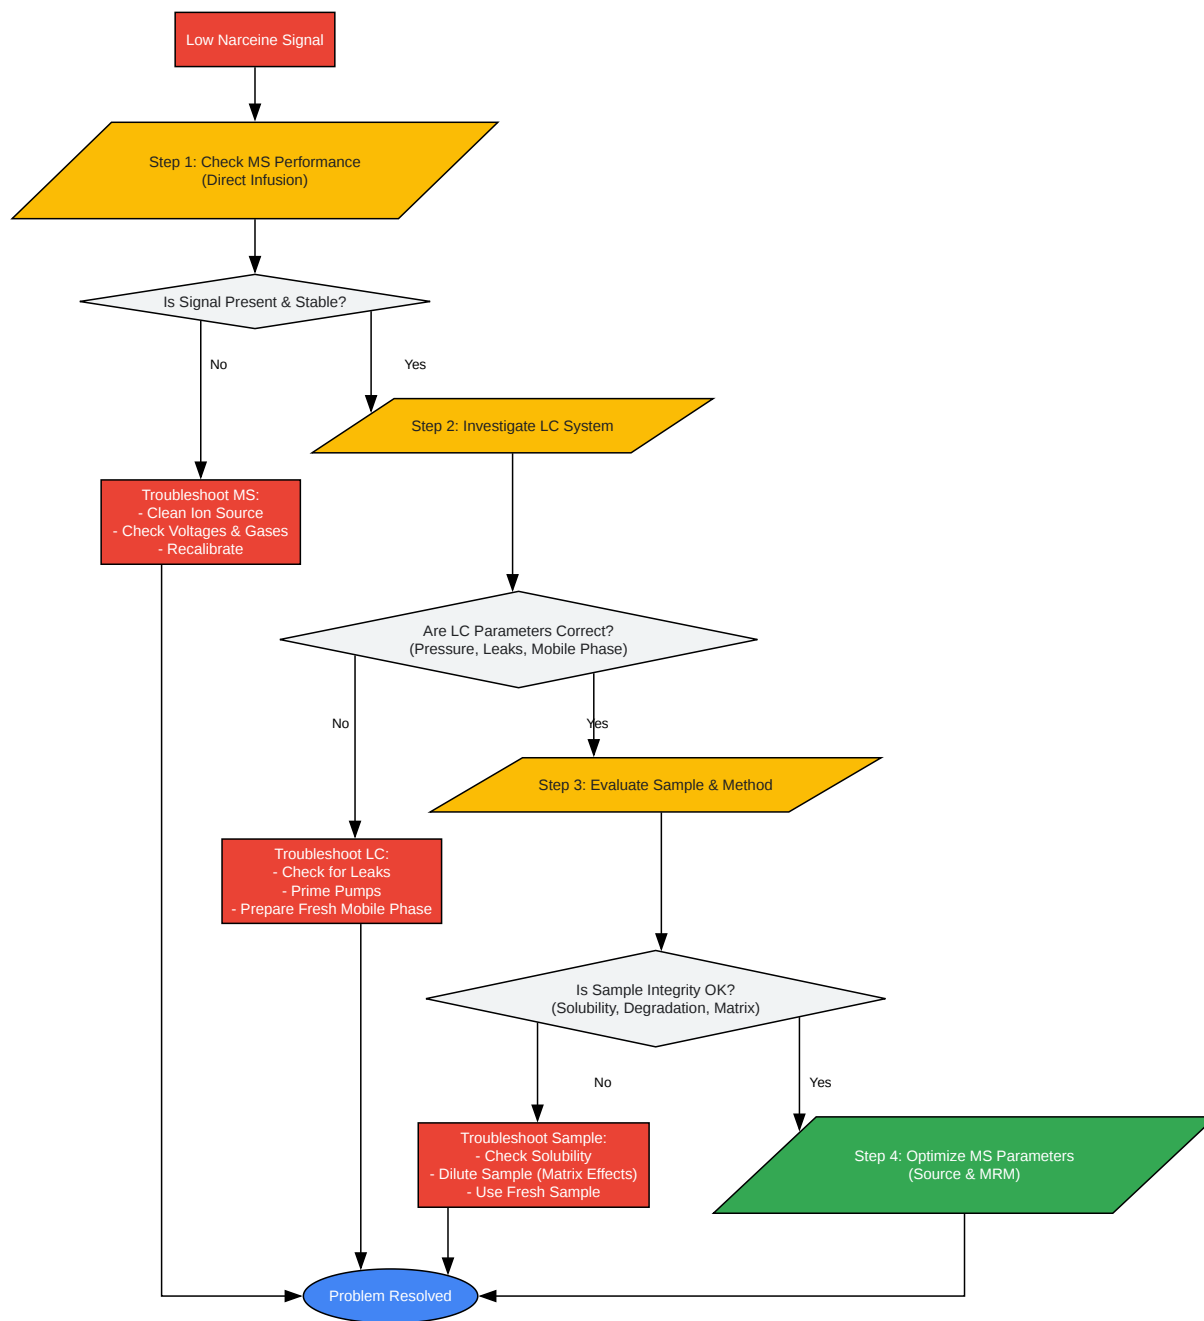 Low Narceine Signal
Step 1: Check MS Performance
(Direct Infusion)
Is Signal Present & Stable?
No
Yes
Step 2: Investigate LC System
Troubleshoot MS:
- Clean Ion Source
- Check Voltages & Gases
- Recalibrate
Are LC Parameters Correct?
(Pressure, Leaks, Mobile Phase)
No
Yes
Step 3: Evaluate Sample & Method
Troubleshoot LC:
- Check for Leaks
- Prime Pumps
- Prepare Fresh Mobile Phase
Is Sample Integrity OK?
(Solubility, Degradation, Matrix)
No
Yes
Troubleshoot Sample:
- Check Solubility
- Dilute Sample (Matrix Effects)
- Use Fresh Sample
Step 4: Optimize MS Parameters
(Source & MRM)
Problem Resolved